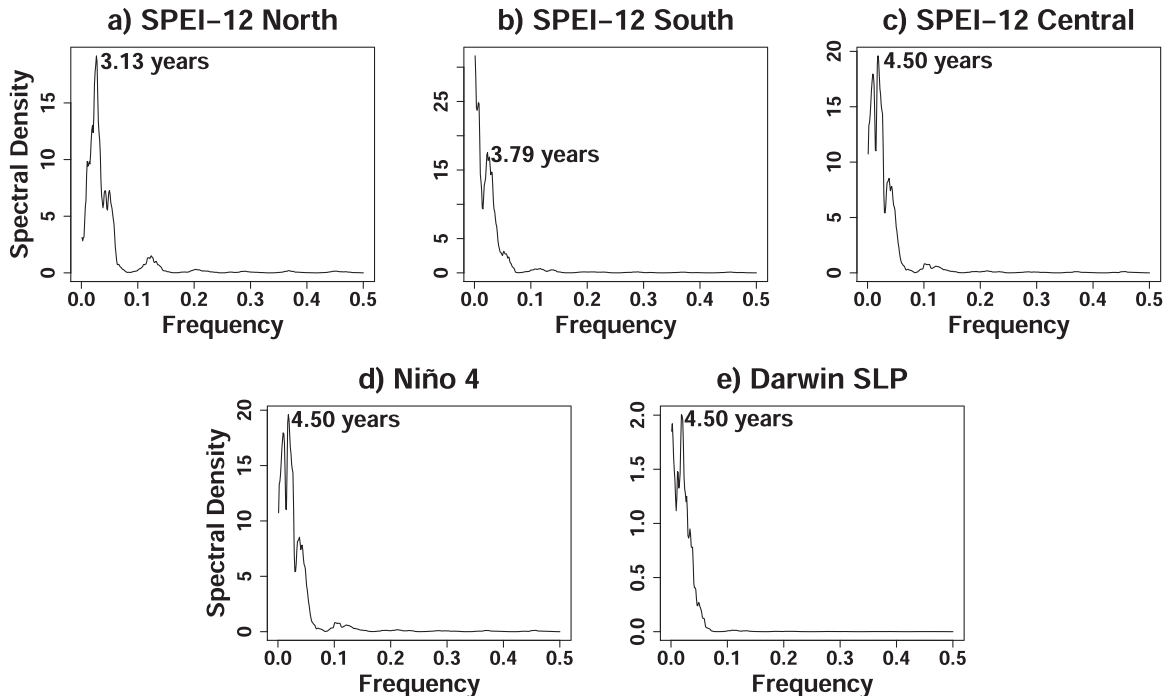 a) SPEI–12 North
b) SPEI–12 South
c) SPEI–12 Central
3.13 years
3.79 years
4.50 years
Spectral Density
0
5
10
15
0
5
15
25
0
5
10
15
20
0.0 0.1 0.2 0.3 0.4 0.5
0.0 0.1 0.2 0.3 0.4 0.5
0.0 0.1 0.2 0.3 0.4 0.5
Frequency
Frequency
Frequency
d) Niño 4
e) Darwin SLP
4.50 years
4.50 years
Spectral Density
0
5
10
15
20
0.0
0.5
1.0
1.5
2.0
0.0 0.1 0.2 0.3 0.4 0.5
0.0 0.1 0.2 0.3 0.4 0.5
Frequency
Frequency